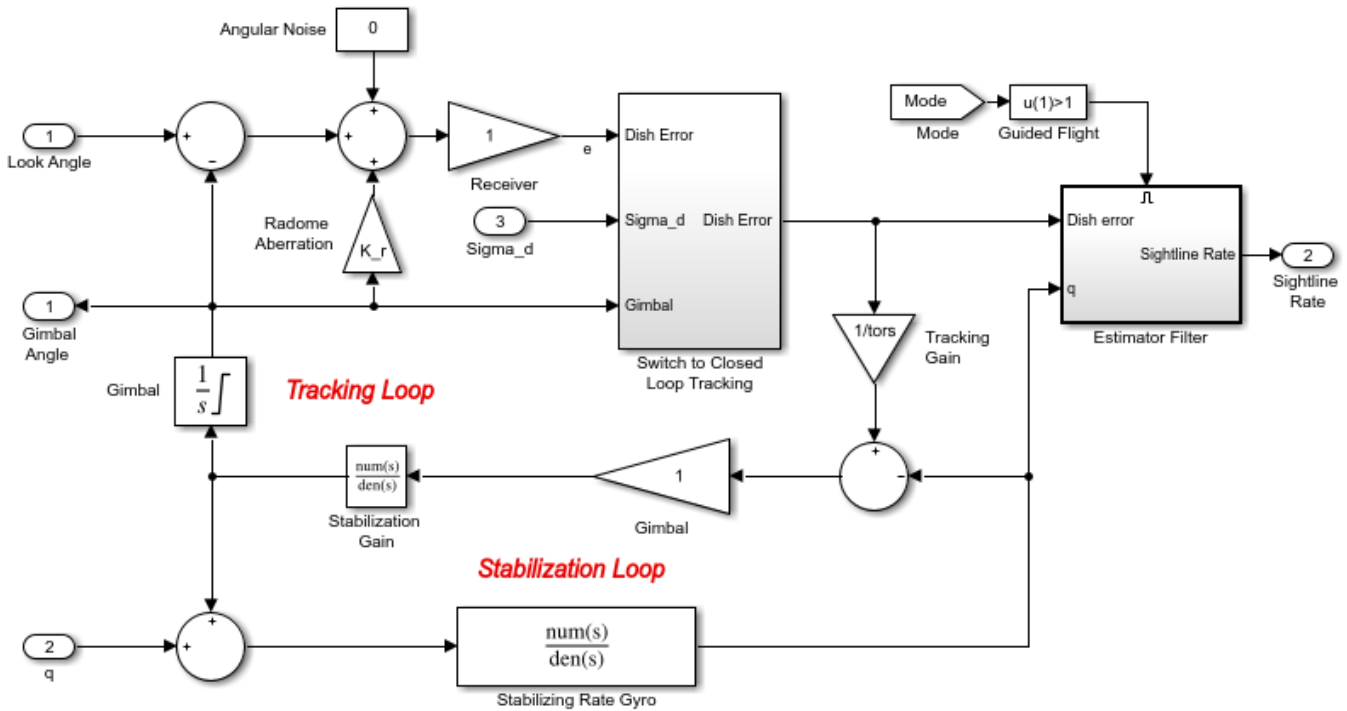 Angular Noise
0
+
+
+
+
−
1
Look Angle
1
Receiver
e
Dish Error
Mode
Mode
u(1)>1
Guided Flight
Radome
Aberration
K_r
3
Sigma_d
Sigma_d
Dish Error
Dish error
Sightline Rate
q
Estimator Filter
2
Sightline
Rate
1
Gimbal
Angle
Gimbal
Switch to Closed
Loop Tracking
1/tors
Tracking
Gain
Gimbal
1
s
Tracking Loop
num(s)
den(s)
Stabilization
Gain
1
Gimbal
+
−
Stabilization Loop
2
q
+
+
num(s)
den(s)
Stabilizing Rate Gyro